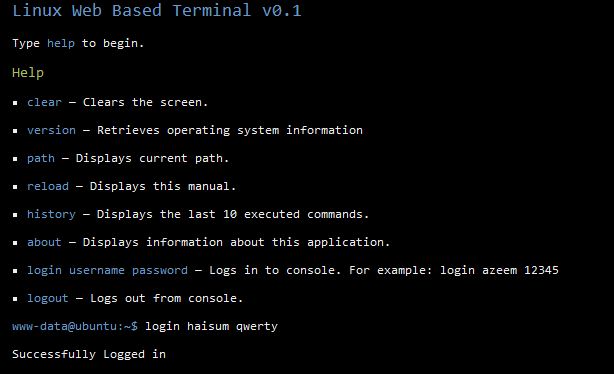 Linux Web Based Terminal v0.1
Type help to begin.
Help
▪ clear — Clears the screen.
▪ version — Retrieves operating system information
▪ path — Displays current path.
▪ reload — Displays this manual.
▪ history — Displays the last 10 executed commands.
▪ about — Displays information about this application.
▪ login username password — Logs in to console. For example: login azeem 12345
▪ logout — Logs out from console.
www-data@ubuntu:~$ login haisum qwerty
Successfully Logged in